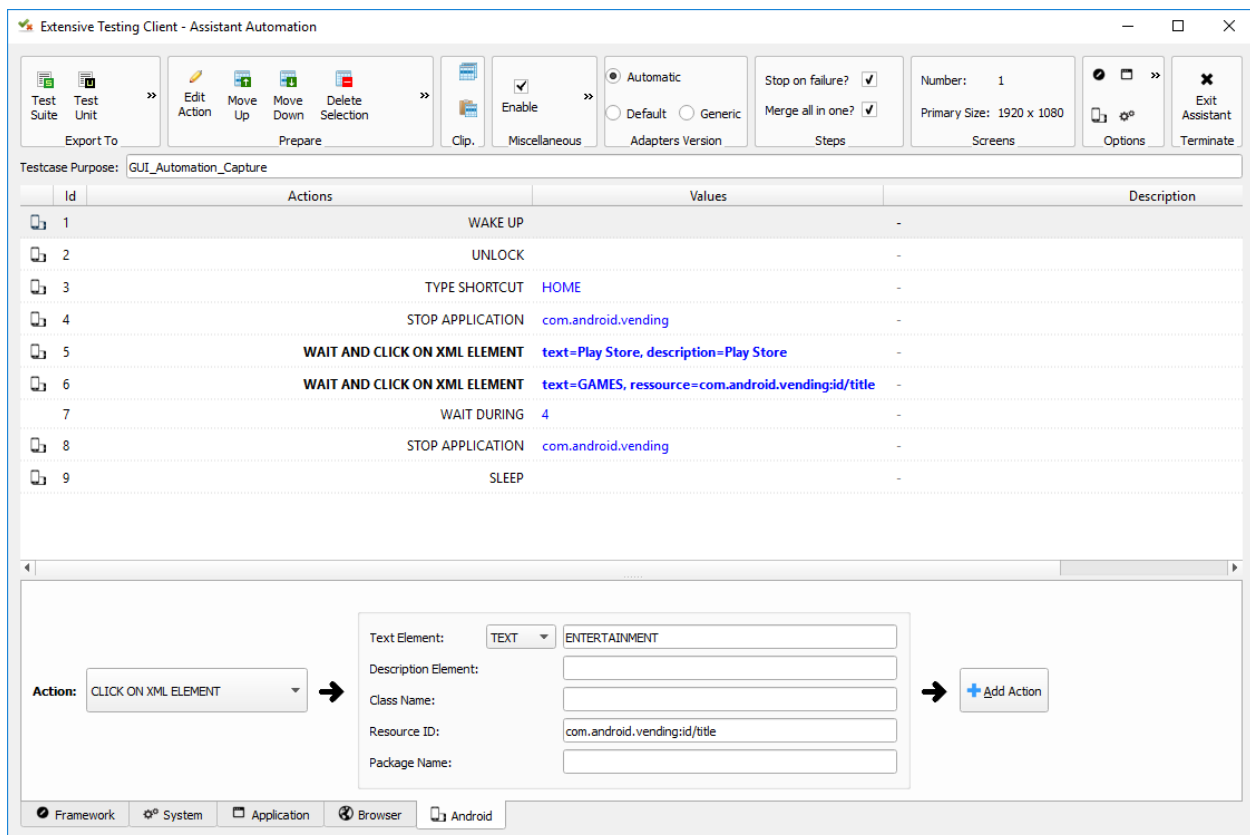 Extensive Testing Client - Assistant Automation
Test Suite Test Unit » Export To
Edit Action Move Up Move Down Delete Selection » Prepare
Clip.
Enable » Miscellaneous
Automatic Default Generic Adapters Version
Stop on failure? Merge all in one? Steps
Number: 1 Primary Size: 1920 x 1080 Screens
» Options
Exit Assistant Terminate
Testcase Purpose: GUI_Automation_Capture
Id Actions Values Description
1 WAKE UP -
2 UNLOCK -
3 TYPE SHORTCUT HOME -
4 STOP APPLICATION com.android.vending -
5 WAIT AND CLICK ON XML ELEMENT text=Play Store, description=Play Store -
6 WAIT AND CLICK ON XML ELEMENT text=GAMES, ressource=com.android.vending:id/title -
7 WAIT DURING 4 -
8 STOP APPLICATION com.android.vending -
9 SLEEP -
Text Element: TEXT ENTERTAINMENT
Description Element:
Action: CLICK ON XML ELEMENT
Class Name:
Add Action
Resource ID: com.android.vending:id/title
Package Name:
Framework System Application Browser Android